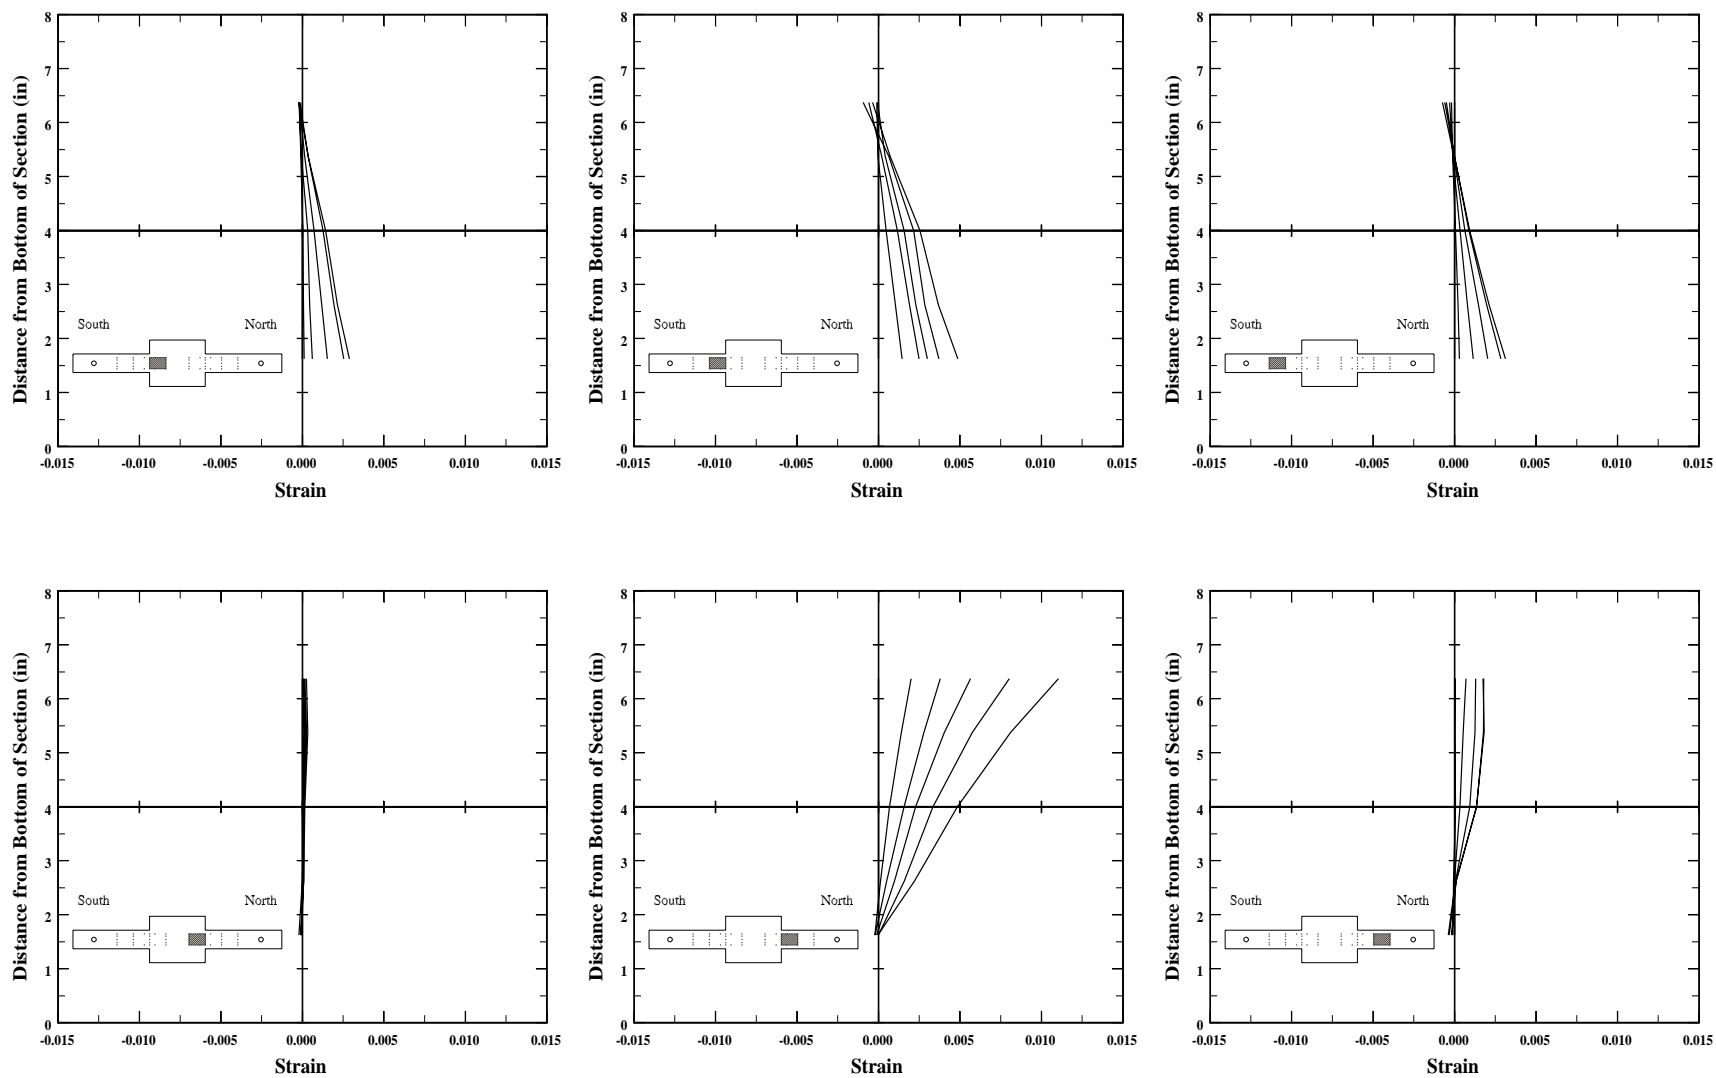 8 8 8
7 7 7
6 6 6
5 5 5
4 4 4
3 3 3
2 2 2
1 1 1
0 0 0
Distance from Bottom of Section (in) Distance from Bottom of Section (in) Distance from Bottom of Section (in)
South North South North South North
-0.015 -0.010 -0.005 0.000 0.005 0.010 0.015 -0.015 -0.010 -0.005 0.000 0.005 0.010 0.015 -0.015 -0.010 -0.005 0.000 0.005 0.010 0.015
Strain Strain Strain
8 8 8
7 7 7
6 6 6
5 5 5
4 4 4
3 3 3
2 2 2
1 1 1
0 0 0
Distance from Bottom of Section (in) Distance from Bottom of Section (in) Distance from Bottom of Section (in)
South North South North South North
-0.015 -0.010 -0.005 0.000 0.005 0.010 0.015 -0.015 -0.010 -0.005 0.000 0.005 0.010 0.015 -0.015 -0.010 -0.005 0.000 0.005 0.010 0.015
Strain Strain Strain